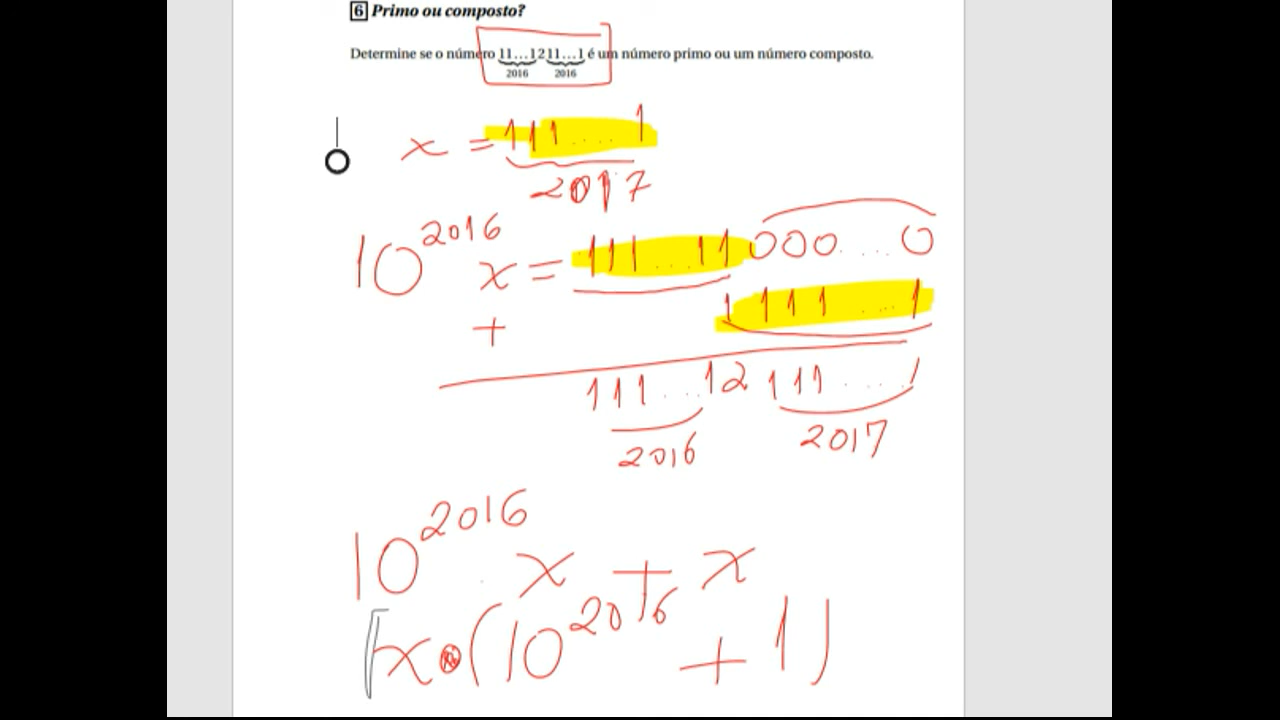 6 Primo ou composto?
Determine se o número 11...1211...1 é um número primo ou um número composto.
2016 2016
x = 111....1
2017
10^2016 x = 111...11000...0
+ 1111...1
111...12111....1
2016 2017
10^2016 . x + x
x•(10^2016 + 1)